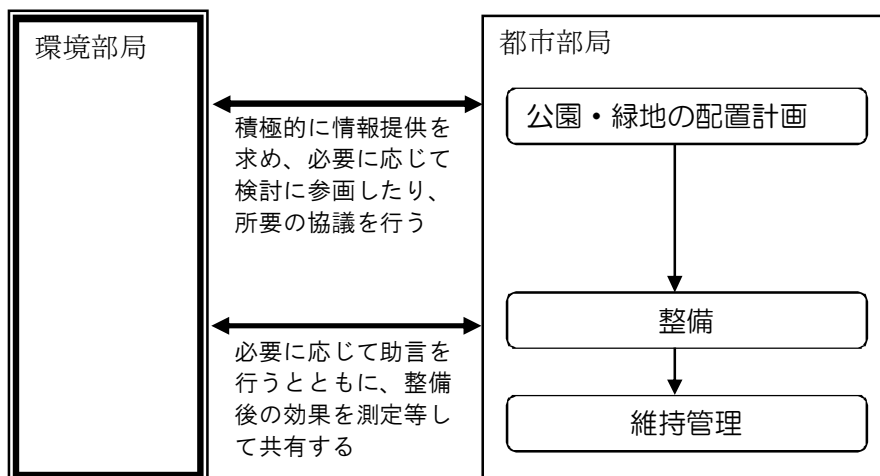 環境部局
都市部局
公園・緑地の配置計画
積極的に情報提供を
求め、必要に応じて
検討に参画したり、
所要の協議を行う
整備
必要に応じて助言を
行うとともに、整備
後の効果を測定等し
て共有する
維持管理